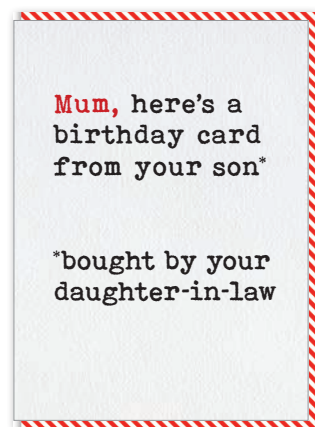 Mum, here's a
birthday card
from your son*
*bought by your
daughter-in-law